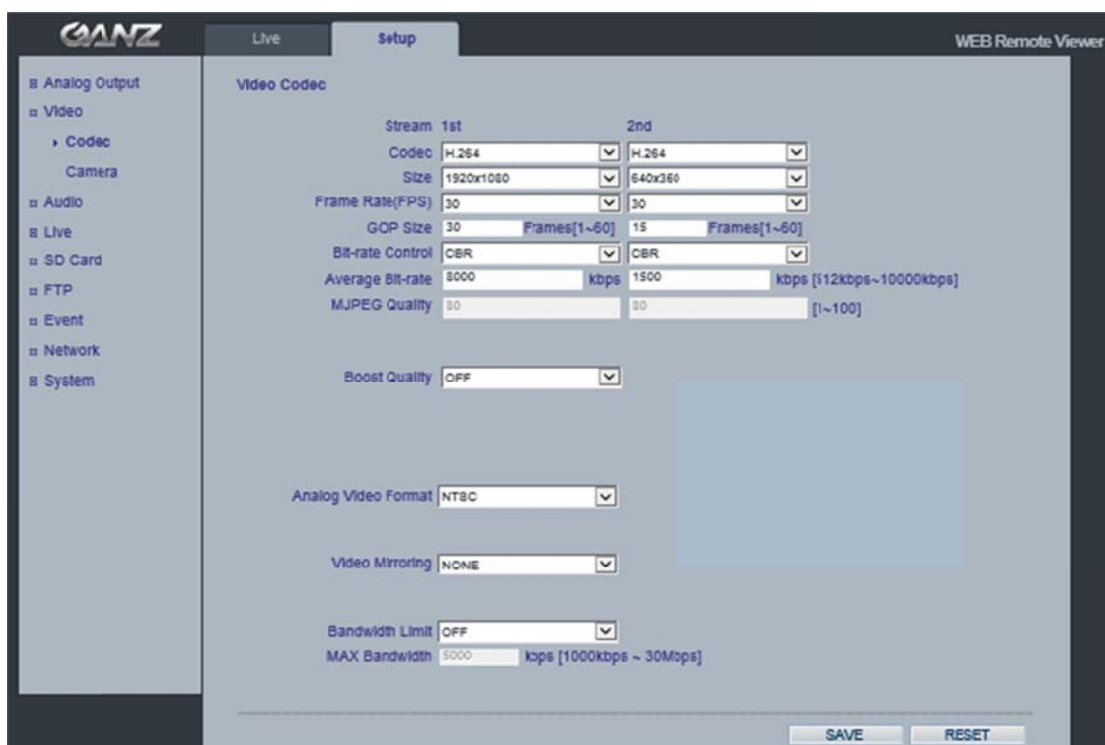 GANZ
Live
Setup
WEB Remote Viewer
Analog Output
Video
Codec
Camera
Audio
Live
SD Card
FTP
Event
Network
System
Video Codec
Stream 1st 2nd
Codec H.264 H.264
Size 1920x1080 640x360
Frame Rate(FPS) 30 30
GOP Size 30 Frames[1~60] 15 Frames[1~60]
Bit-rate Control CBR CBR
Average Bit-rate 8000 kbps 1500 kbps [512kbps~10000kbps]
MJPEG Quality 80 80 [1~100]
Boost Quality OFF
Analog Video Format NTSC
Video Mirroring NONE
Bandwidth Limit OFF
MAX Bandwidth 5000 kbps [1000kbps ~ 30Mbps]
SAVE RESET